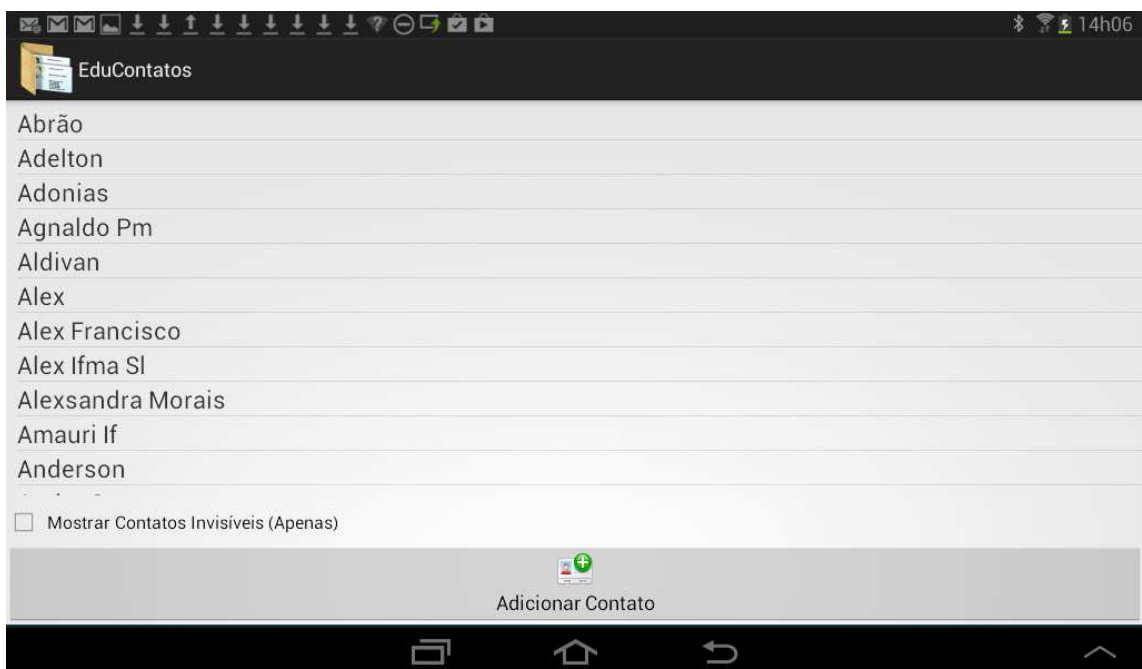 14h06
EduContatos
Abrão
Adelton
Adonias
Agnaldo Pm
Aldivan
Alex
Alex Francisco
Alex Ifma Sl
Alexsandra Morais
Amauri If
Anderson
Mostrar Contatos Invisíveis (Apenas)
Adicionar Contato